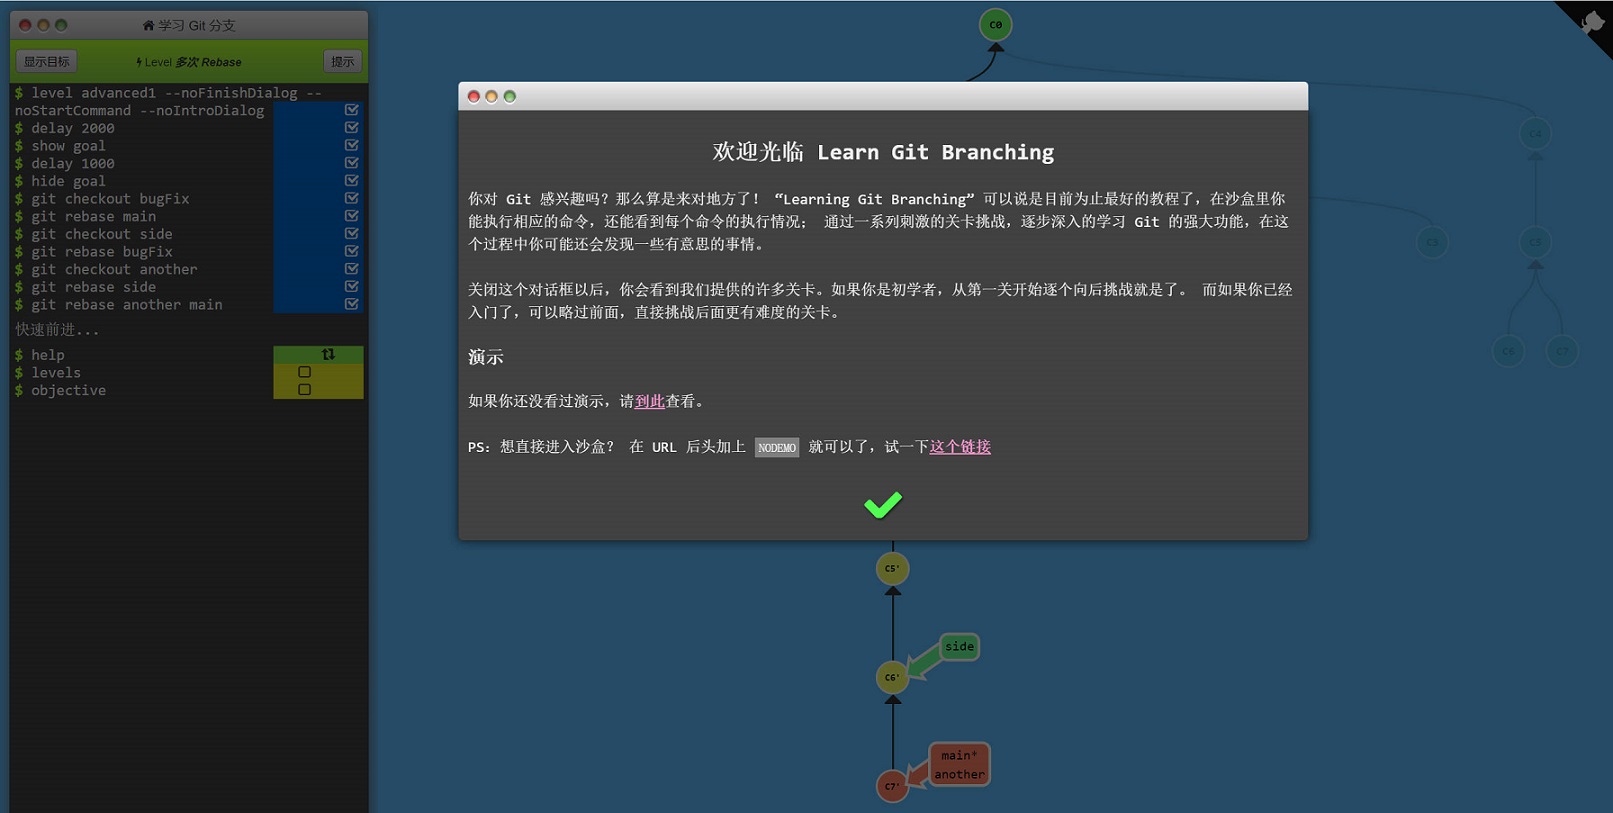 学习 Git 分支
显示目标
Level 多次 Rebase
提示
$ level advanced1 --noFinishDialog --
noStartCommand --noIntroDialog
$ delay 2000
$ show goal
$ delay 1000
$ hide goal
$ git checkout bugFix
$ git rebase main
$ git checkout side
$ git rebase bugFix
$ git checkout another
$ git rebase side
$ git rebase another main
快速前进...
$ help
$ levels
$ objective
C0
欢迎光临 Learn Git Branching
你对 Git 感兴趣吗？那么算是来对地方了！ “Learning Git Branching” 可以说是目前为止最好的教程了，在沙盒里你
能执行相应的命令，还能看到每个命令的执行情况； 通过一系列刺激的关卡挑战，逐步深入的学习 Git 的强大功能，在这
个过程中你可能还会发现一些有意思的事情。
关闭这个对话框以后，你会看到我们提供的许多关卡。如果你是初学者，从第一关开始逐个向后挑战就是了。 而如果你已经
入门了，可以略过前面，直接挑战后面更有难度的关卡。
演示
如果你还没看过演示，请到此查看。
PS：想直接进入沙盒？ 在 URL 后头加上 NODEMO 就可以了，试一下这个链接
C4
C3
C5
C6
C7
C5'
side
C6'
main*
another
C7'